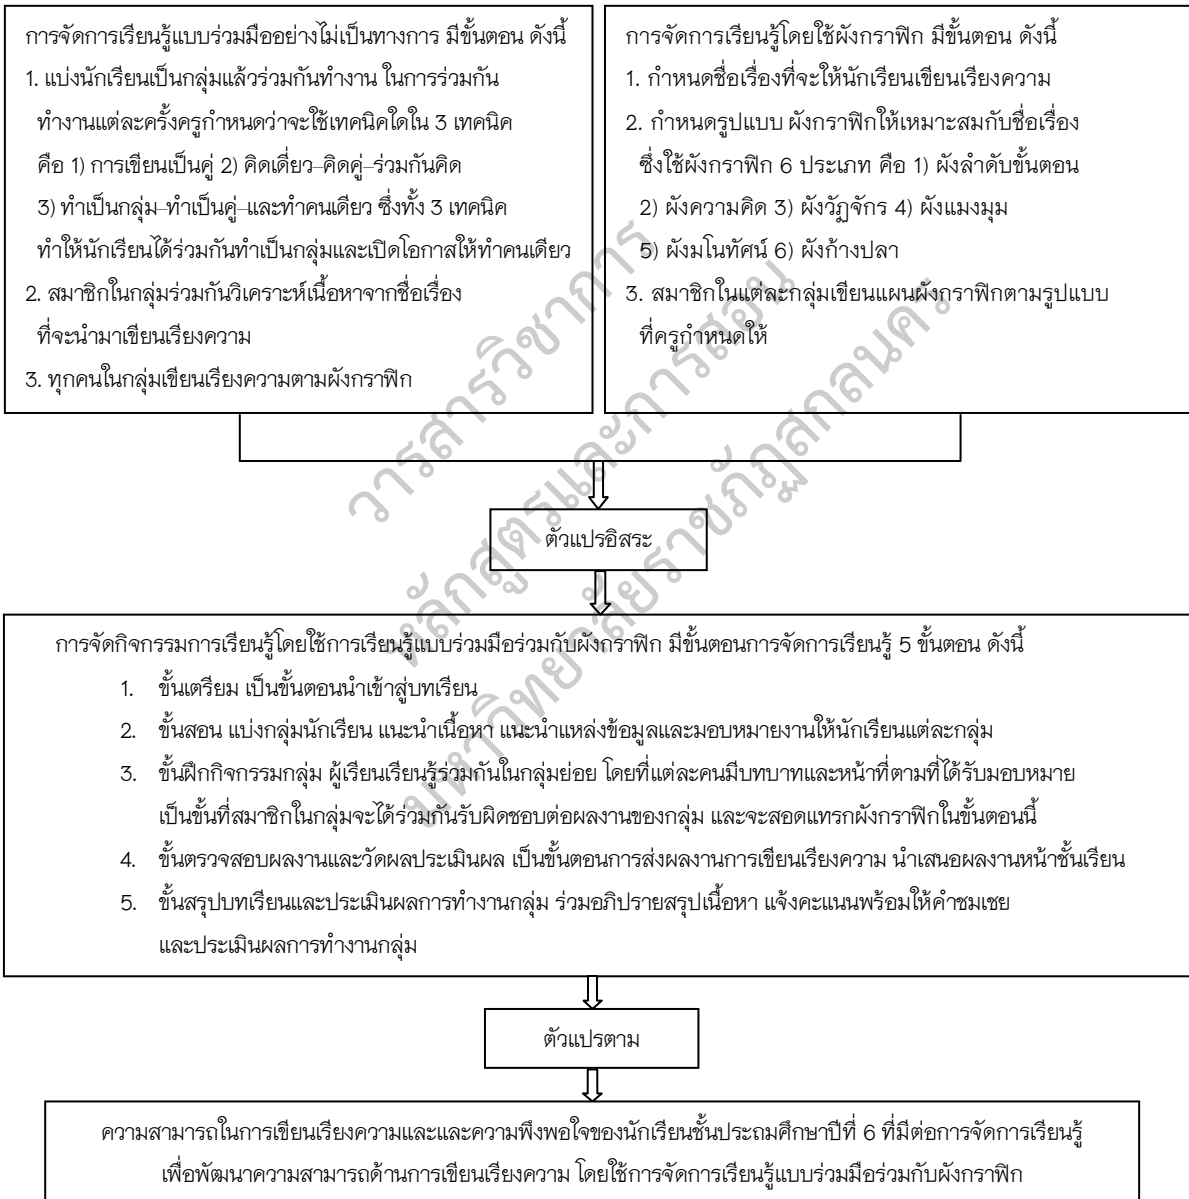 การจัดการเรียนรู้แบบร่วมมืออย่างไม่เป็นทางการ มีขั้นตอน ดังนี้
1. แบ่งนักเรียนเป็นกลุ่มแล้วร่วมกันทำงาน ในการร่วมกัน
ทำงานแต่ละครั้งครูกำหนดว่าจะใช้เทคนิคใดใน 3 เทคนิค
คือ 1) การเขียนเป็นคู่ 2) คิดเดี่ยว–คิดคู่–ร่วมกันคิด
3) ทำเป็นกลุ่ม–ทำเป็นคู่–และทำคนเดียว ซึ่งทั้ง 3 เทคนิค
ทำให้นักเรียนได้ร่วมกันทำเป็นกลุ่มและเปิดโอกาสให้ทำคนเดียว
2. สมาชิกในกลุ่มร่วมกันวิเคราะห์เนื้อหาจากชื่อเรื่อง
ที่จะนำมาเขียนเรียงความ
3. ทุกคนในกลุ่มเขียนเรียงความตามผังกราฟิก
การจัดการเรียนรู้โดยใช้ผังกราฟิก มีขั้นตอน ดังนี้
1. กำหนดชื่อเรื่องที่จะให้นักเรียนเขียนเรียงความ
2. กำหนดรูปแบบ ผังกราฟิกให้เหมาะสมกับชื่อเรื่อง
ซึ่งใช้ผังกราฟิก 6 ประเภท คือ 1) ผังลำดับขั้นตอน
2) ผังความคิด 3) ผังวัฏจักร 4) ผังแมงมุม
5) ผังมโนทัศน์ 6) ผังก้างปลา
3. สมาชิกในแต่ละกลุ่มเขียนแผนผังกราฟิกตามรูปแบบ
ที่ครูกำหนดให้
วารสารวิชาการ
หลักสูตรและการสอน
มหาวิทยาลัยราชภัฏสกลนคร
ตัวแปรอิสระ
การจัดกิจกรรมการเรียนรู้โดยใช้การเรียนรู้แบบร่วมมือร่วมกับผังกราฟิก มีขั้นตอนการจัดการเรียนรู้ 5 ขั้นตอน ดังนี้
1. ขั้นเตรียม เป็นขั้นตอนนำเข้าสู่บทเรียน
2. ขั้นสอน แบ่งกลุ่มนักเรียน แนะนำเนื้อหา แนะนำแหล่งข้อมูลและมอบหมายงานให้นักเรียนแต่ละกลุ่ม
3. ขั้นฝึกกิจกรรมกลุ่ม ผู้เรียนเรียนรู้ร่วมกันในกลุ่มย่อย โดยที่แต่ละคนมีบทบาทและหน้าที่ตามที่ได้รับมอบหมาย
เป็นขั้นที่สมาชิกในกลุ่มจะได้ร่วมกันรับผิดชอบต่อผลงานของกลุ่ม และจะสอดแทรกผังกราฟิกในขั้นตอนนี้
4. ขั้นตรวจสอบผลงานและวัดผลประเมินผล เป็นขั้นตอนการส่งผลงานการเขียนเรียงความ นำเสนอผลงานหน้าชั้นเรียน
5. ขั้นสรุปบทเรียนและประเมินผลการทำงานกลุ่ม ร่วมอภิปรายสรุปเนื้อหา แจ้งคะแนนพร้อมให้คำชมเชย
และประเมินผลการทำงานกลุ่ม
ตัวแปรตาม
ความสามารถในการเขียนเรียงความและและความพึงพอใจของนักเรียนชั้นประถมศึกษาปีที่ 6 ที่มีต่อการจัดการเรียนรู้
เพื่อพัฒนาความสามารถด้านการเขียนเรียงความ โดยใช้การจัดการเรียนรู้แบบร่วมมือร่วมกับผังกราฟิก